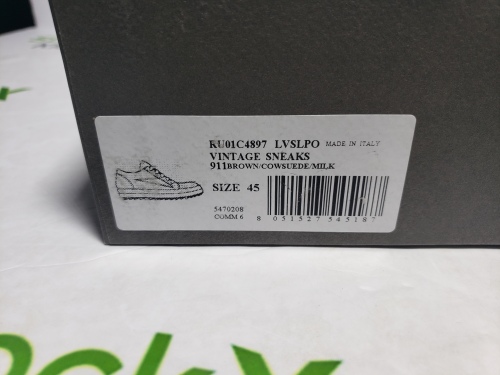 RU01C4897 LVSLPO MADE IN ITALY
VINTAGE SNEAKS
911BROWN/COWSUEDE/MILK
SIZE 45
5470208
COMM 6
8 051527 545187